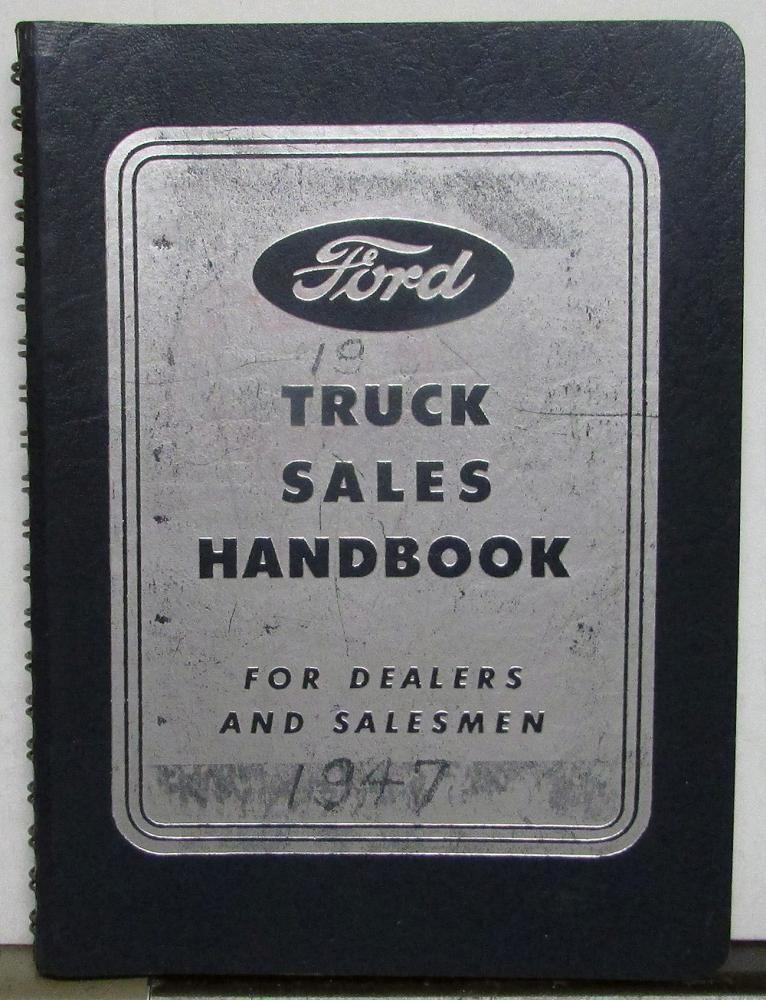 Ford
19
TRUCK
SALES
HANDBOOK
FOR DEALERS
AND SALESMEN
1947